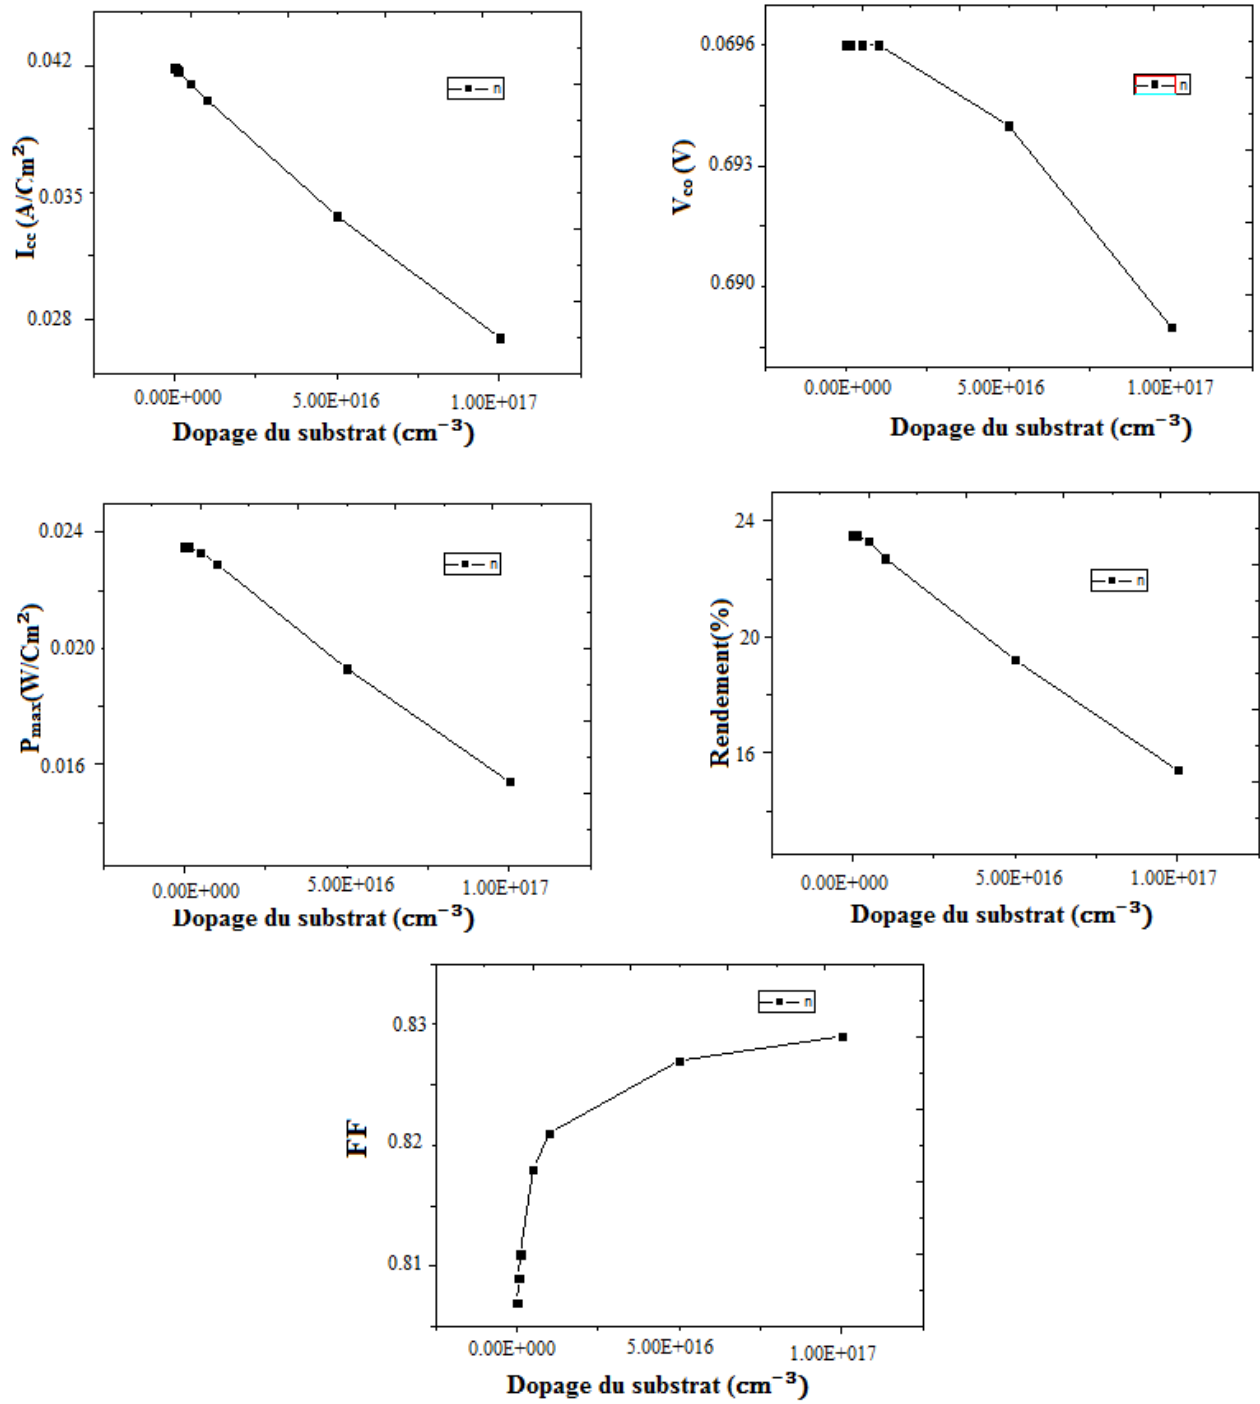 0.042
n
0.035
0.028
I_cc (A/Cm²)
0.00E+000 5.00E+016 1.00E+017
Dopage du substrat (cm⁻³)
0.0696
n
0.693
0.690
V_co (V)
0.00E+000 5.00E+016 1.00E+017
Dopage du substrat (cm⁻³)
0.024
n
0.020
0.016
P_max(W/Cm²)
0.00E+000 5.00E+016 1.00E+017
Dopage du substrat (cm⁻³)
24
n
20
16
Rendement(%)
0.00E+000 5.00E+016 1.00E+017
Dopage du substrat (cm⁻³)
0.83
n
0.82
0.81
FF
0.00E+000 5.00E+016 1.00E+017
Dopage du substrat (cm⁻³)